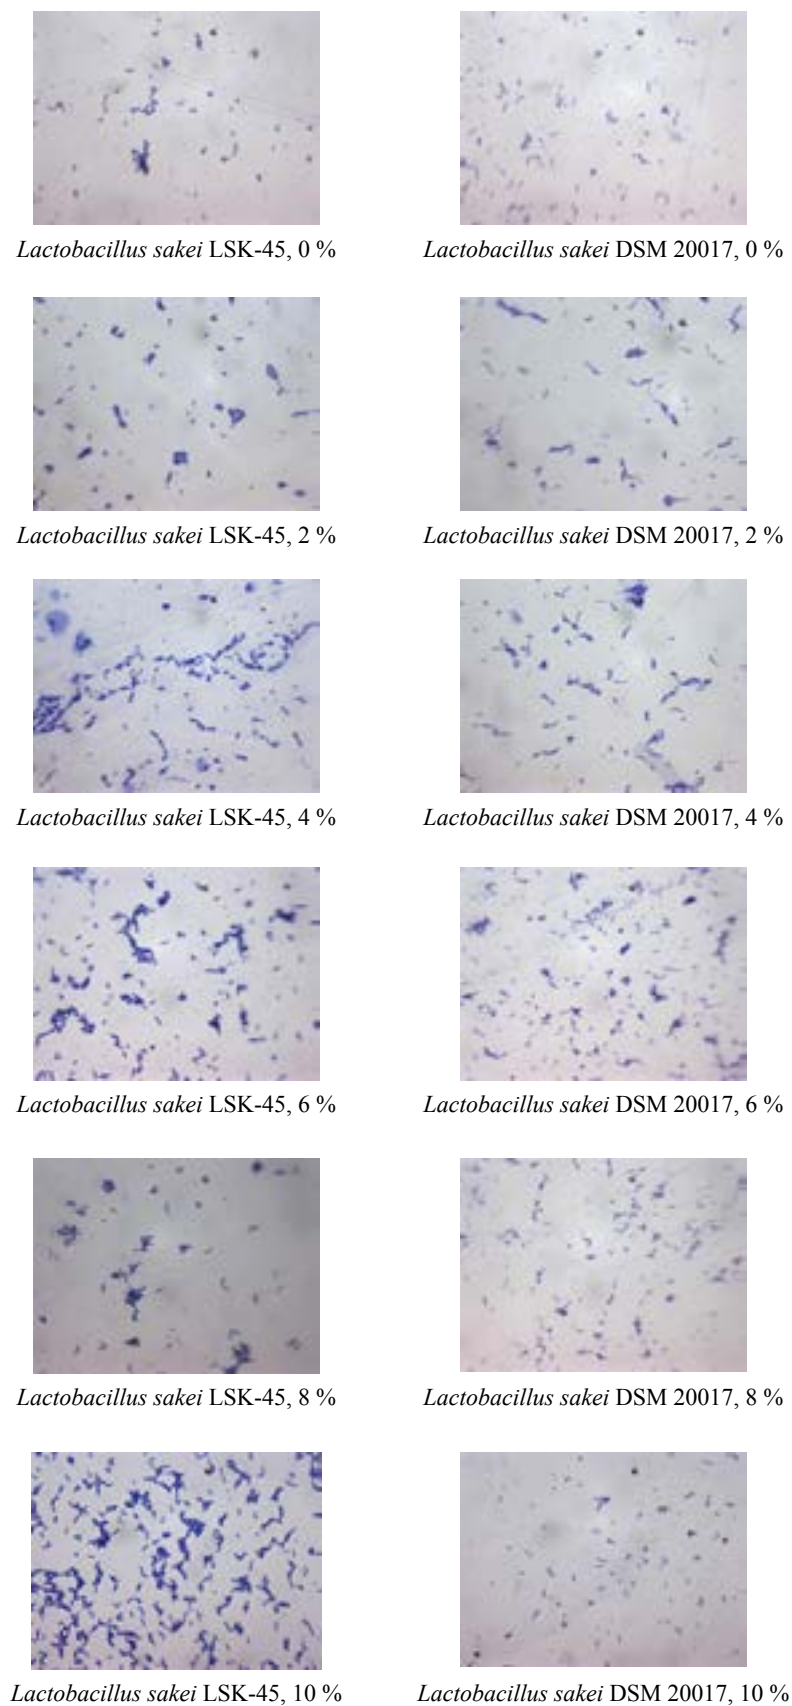 Lactobacillus sakei LSK-45, 0 %
Lactobacillus sakei DSM 20017, 0 %
Lactobacillus sakei LSK-45, 2 %
Lactobacillus sakei DSM 20017, 2 %
Lactobacillus sakei LSK-45, 4 %
Lactobacillus sakei DSM 20017, 4 %
Lactobacillus sakei LSK-45, 6 %
Lactobacillus sakei DSM 20017, 6 %
Lactobacillus sakei LSK-45, 8 %
Lactobacillus sakei DSM 20017, 8 %
Lactobacillus sakei LSK-45, 10 %
Lactobacillus sakei DSM 20017, 10 %